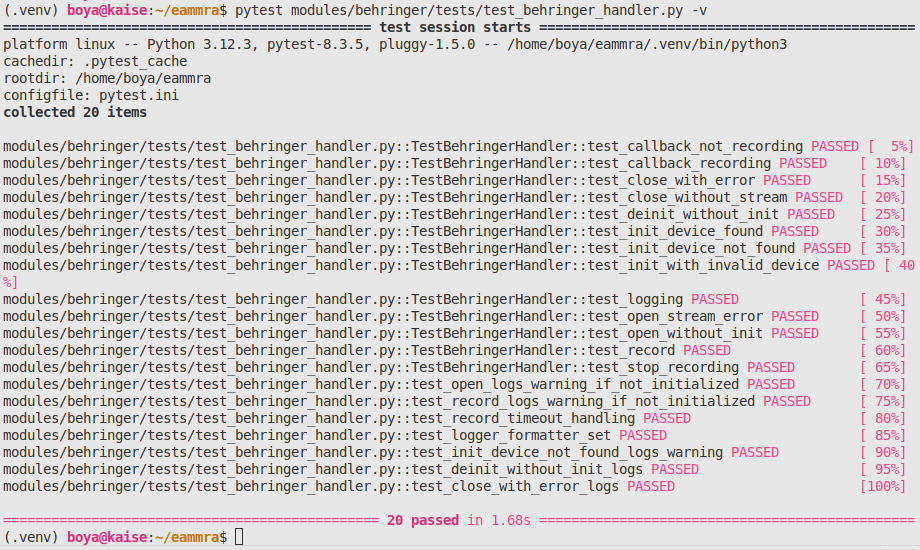 (.venv) boya@kaise:~/eammra$ pytest modules/behringer/tests/test_behringer_handler.py -v
============================================== test session starts ===============================================
platform linux -- Python 3.12.3, pytest-8.3.5, pluggy-1.5.0 -- /home/boya/eammra/.venv/bin/python3
cachedir: .pytest_cache
rootdir: /home/boya/eammra
configfile: pytest.ini
collected 20 items
modules/behringer/tests/test_behringer_handler.py::TestBehringerHandler::test_callback_not_recording PASSED [  5%]
modules/behringer/tests/test_behringer_handler.py::TestBehringerHandler::test_callback_recording PASSED    [ 10%]
modules/behringer/tests/test_behringer_handler.py::TestBehringerHandler::test_close_with_error PASSED      [ 15%]
modules/behringer/tests/test_behringer_handler.py::TestBehringerHandler::test_close_without_stream PASSED  [ 20%]
modules/behringer/tests/test_behringer_handler.py::TestBehringerHandler::test_deinit_without_init PASSED   [ 25%]
modules/behringer/tests/test_behringer_handler.py::TestBehringerHandler::test_init_device_found PASSED     [ 30%]
modules/behringer/tests/test_behringer_handler.py::TestBehringerHandler::test_init_device_not_found PASSED [ 35%]
modules/behringer/tests/test_behringer_handler.py::TestBehringerHandler::test_init_with_invalid_device PASSED [ 40
%]
modules/behringer/tests/test_behringer_handler.py::TestBehringerHandler::test_logging PASSED               [ 45%]
modules/behringer/tests/test_behringer_handler.py::TestBehringerHandler::test_open_stream_error PASSED     [ 50%]
modules/behringer/tests/test_behringer_handler.py::TestBehringerHandler::test_open_without_init PASSED     [ 55%]
modules/behringer/tests/test_behringer_handler.py::TestBehringerHandler::test_record PASSED                [ 60%]
modules/behringer/tests/test_behringer_handler.py::TestBehringerHandler::test_stop_recording PASSED        [ 65%]
modules/behringer/tests/test_behringer_handler.py::test_open_logs_warning_if_not_initialized PASSED        [ 70%]
modules/behringer/tests/test_behringer_handler.py::test_record_logs_warning_if_not_initialized PASSED      [ 75%]
modules/behringer/tests/test_behringer_handler.py::test_record_timeout_handling PASSED                     [ 80%]
modules/behringer/tests/test_behringer_handler.py::test_logger_formatter_set PASSED                        [ 85%]
modules/behringer/tests/test_behringer_handler.py::test_init_device_not_found_logs_warning PASSED          [ 90%]
modules/behringer/tests/test_behringer_handler.py::test_deinit_without_init_logs PASSED                    [ 95%]
modules/behringer/tests/test_behringer_handler.py::test_close_with_error_logs PASSED                       [100%]
=============================================== 20 passed in 1.68s ===============================================
(.venv) boya@kaise:~/eammra$